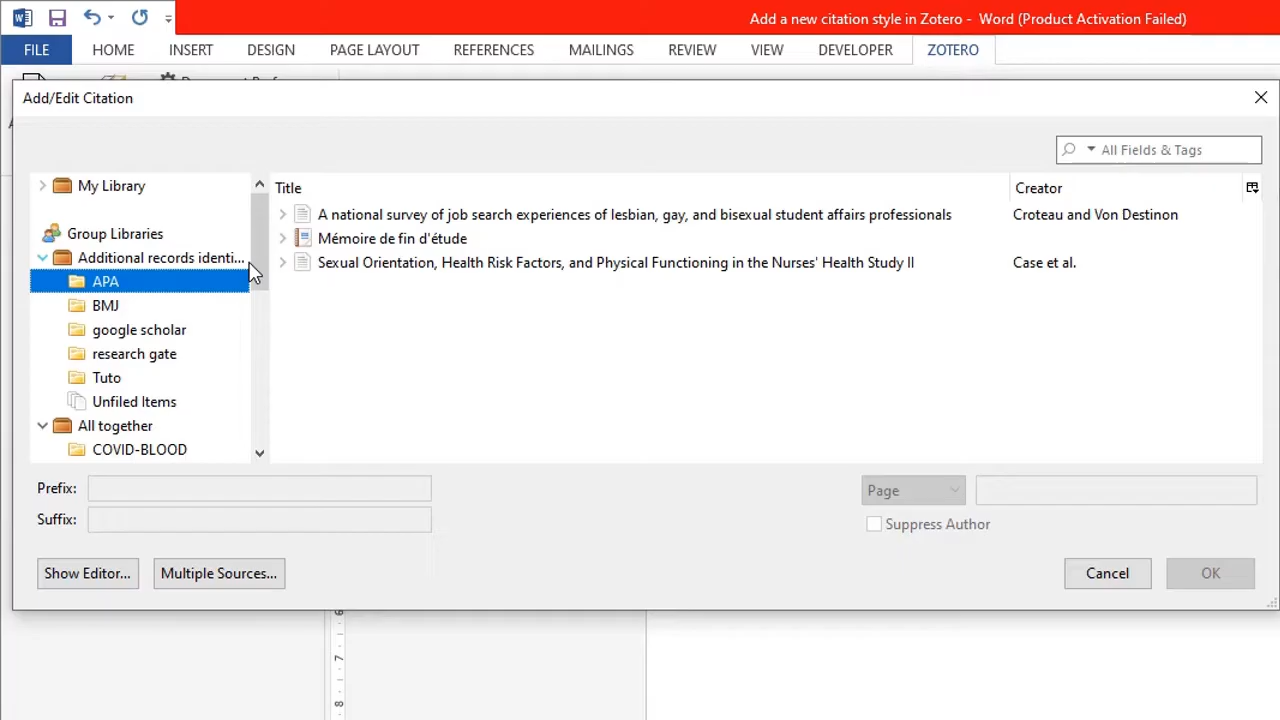 Add a new citation style in Zotero - Word (Product Activation Failed)
FILE HOME INSERT DESIGN PAGE LAYOUT REFERENCES MAILINGS REVIEW VIEW DEVELOPER ZOTERO
Add/Edit Citation
All Fields & Tags
My Library
Group Libraries
Additional records identi...
APA
BMJ
google scholar
research gate
Tuto
Unfiled Items
All together
COVID-BLOOD
Title Creator
A national survey of job search experiences of lesbian, gay, and bisexual student affairs professionals Croteau and Von Destinon
Mémoire de fin d'étude
Sexual Orientation, Health Risk Factors, and Physical Functioning in the Nurses' Health Study II Case et al.
Prefix: Page
Suffix: Suppress Author
Show Editor... Multiple Sources... Cancel OK
6
7
8